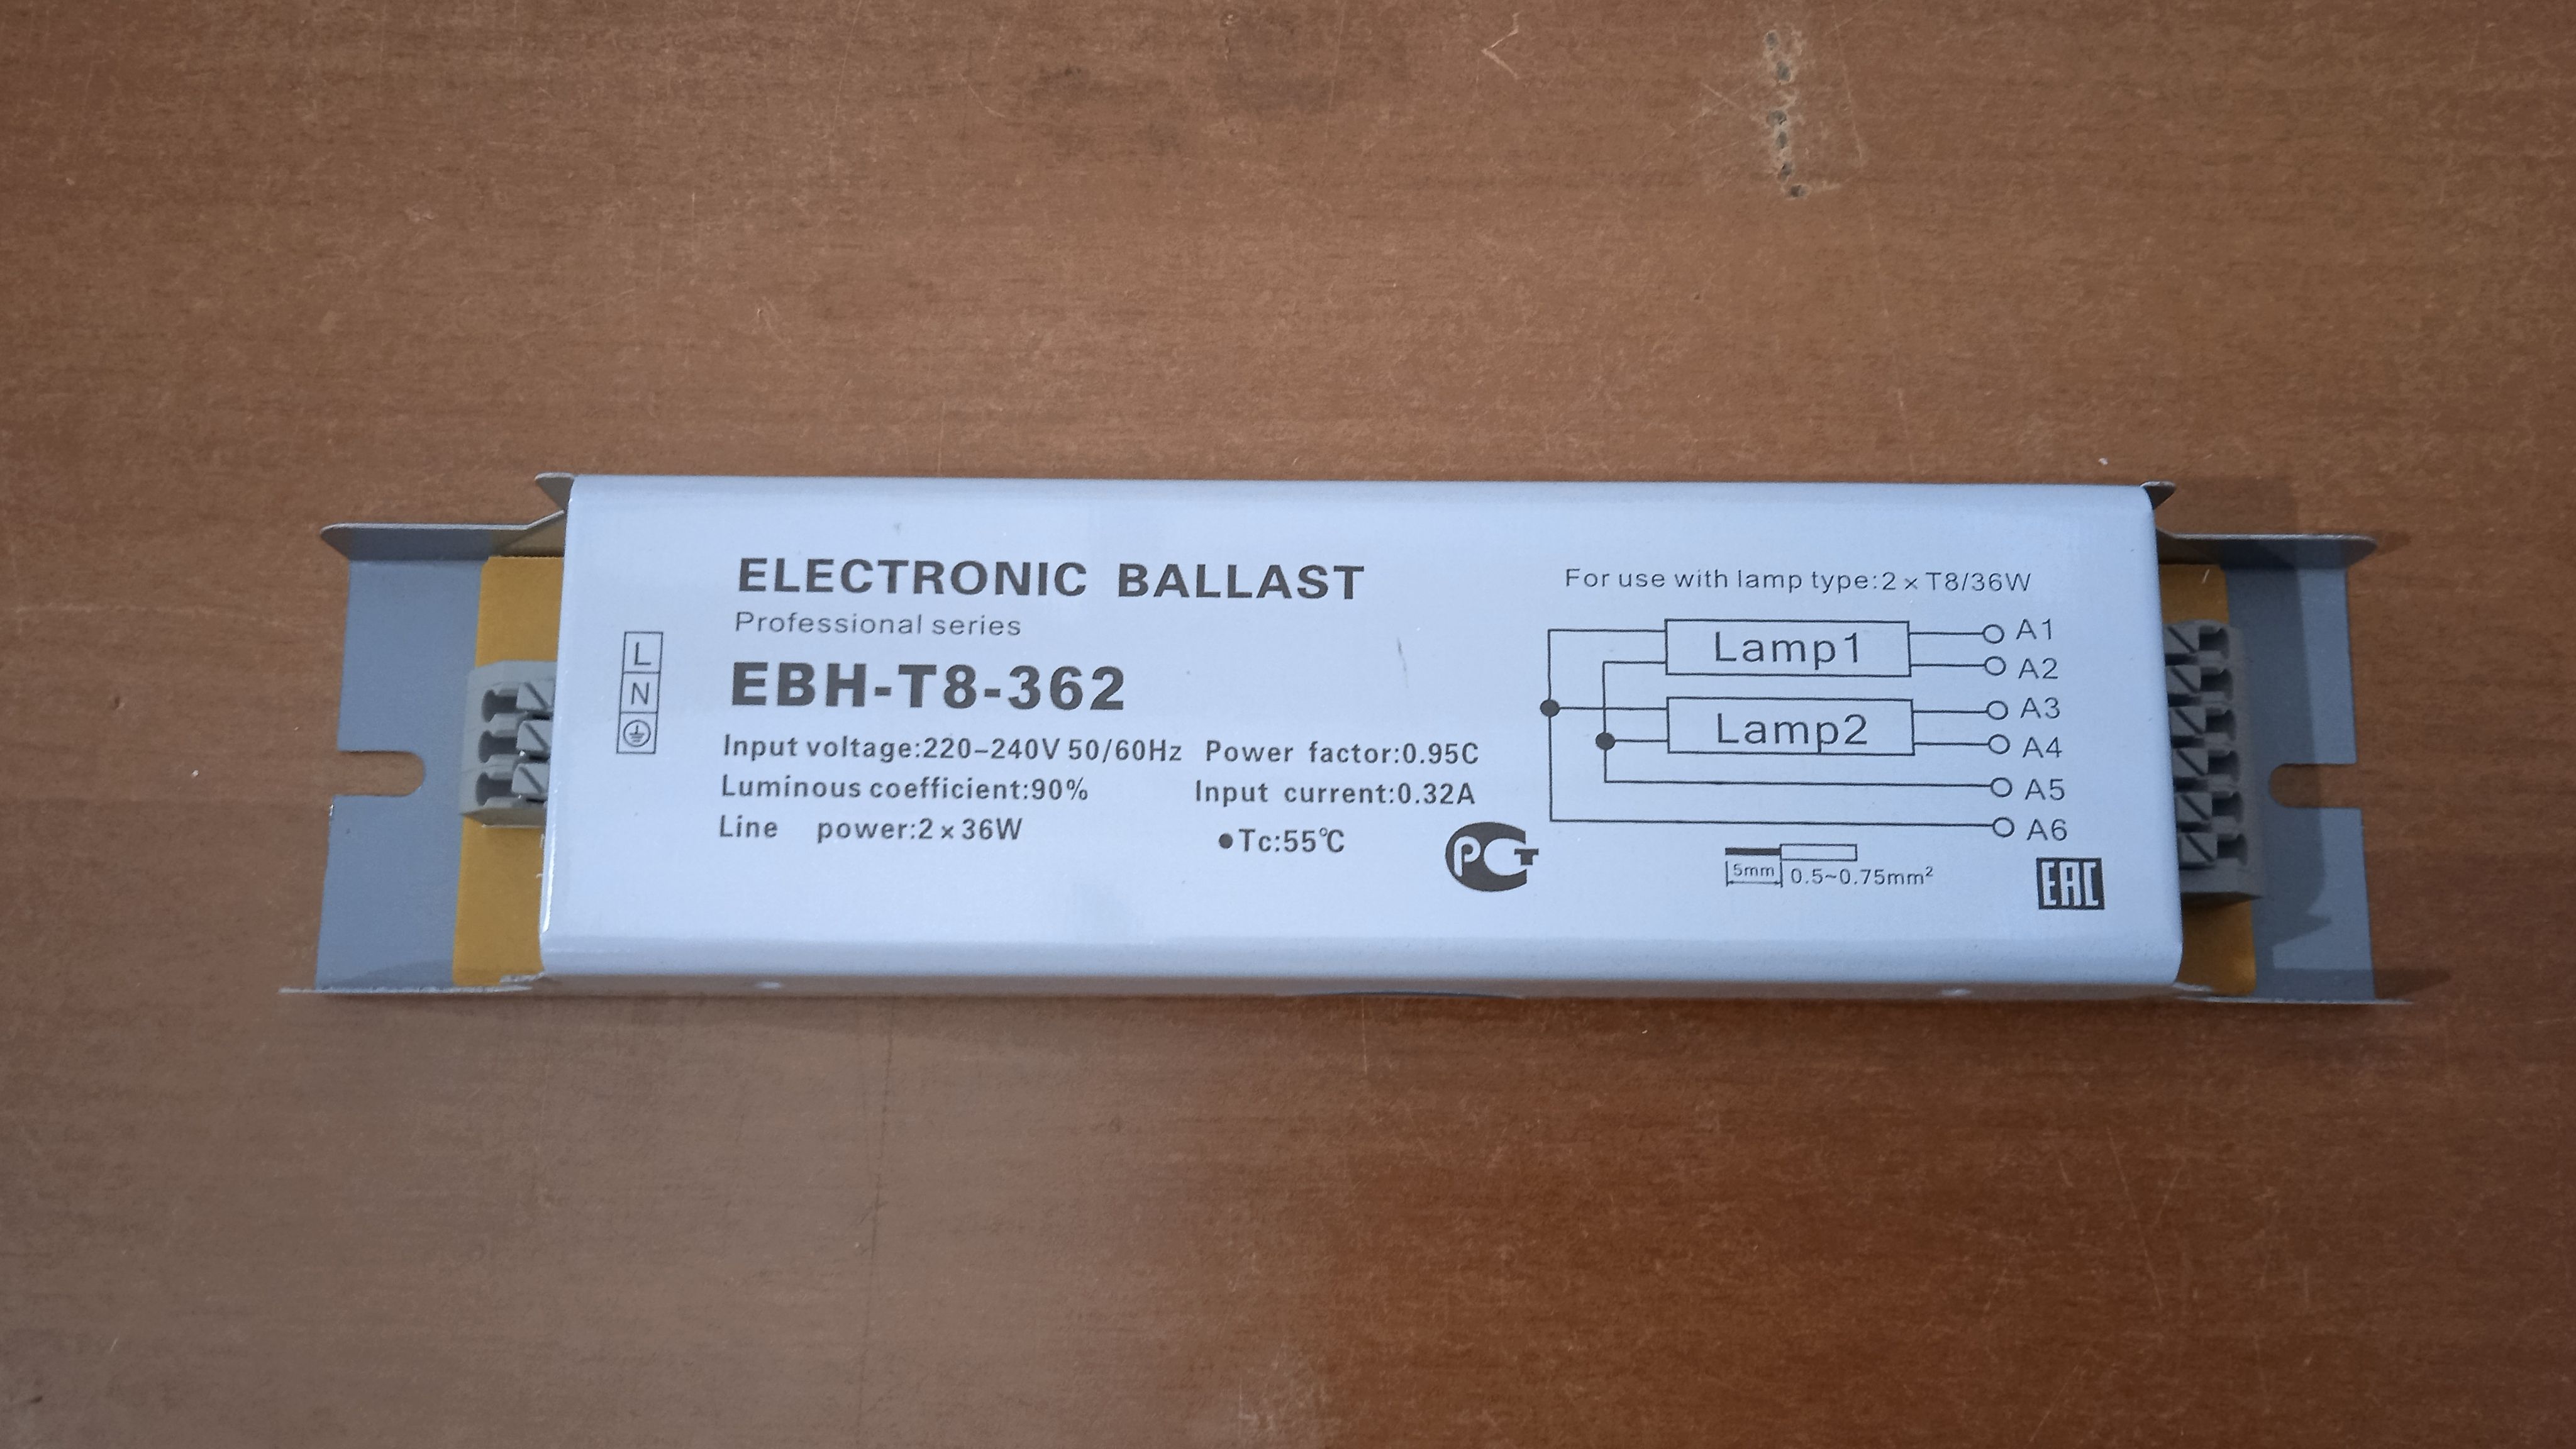 ELECTRONIC BALLAST
Professional series
EBH-T8-362
L
N
Input voltage:220–240V 50/60Hz Power factor:0.95C
Luminous coefficient:90% Input current:0.32A
Line power:2×36W •Tc:55℃
РСТ
For use with lamp type:2×T8/36W
Lamp1
Lamp2
A1
A2
A3
A4
A5
A6
5mm 0.5~0.75mm²
EAC